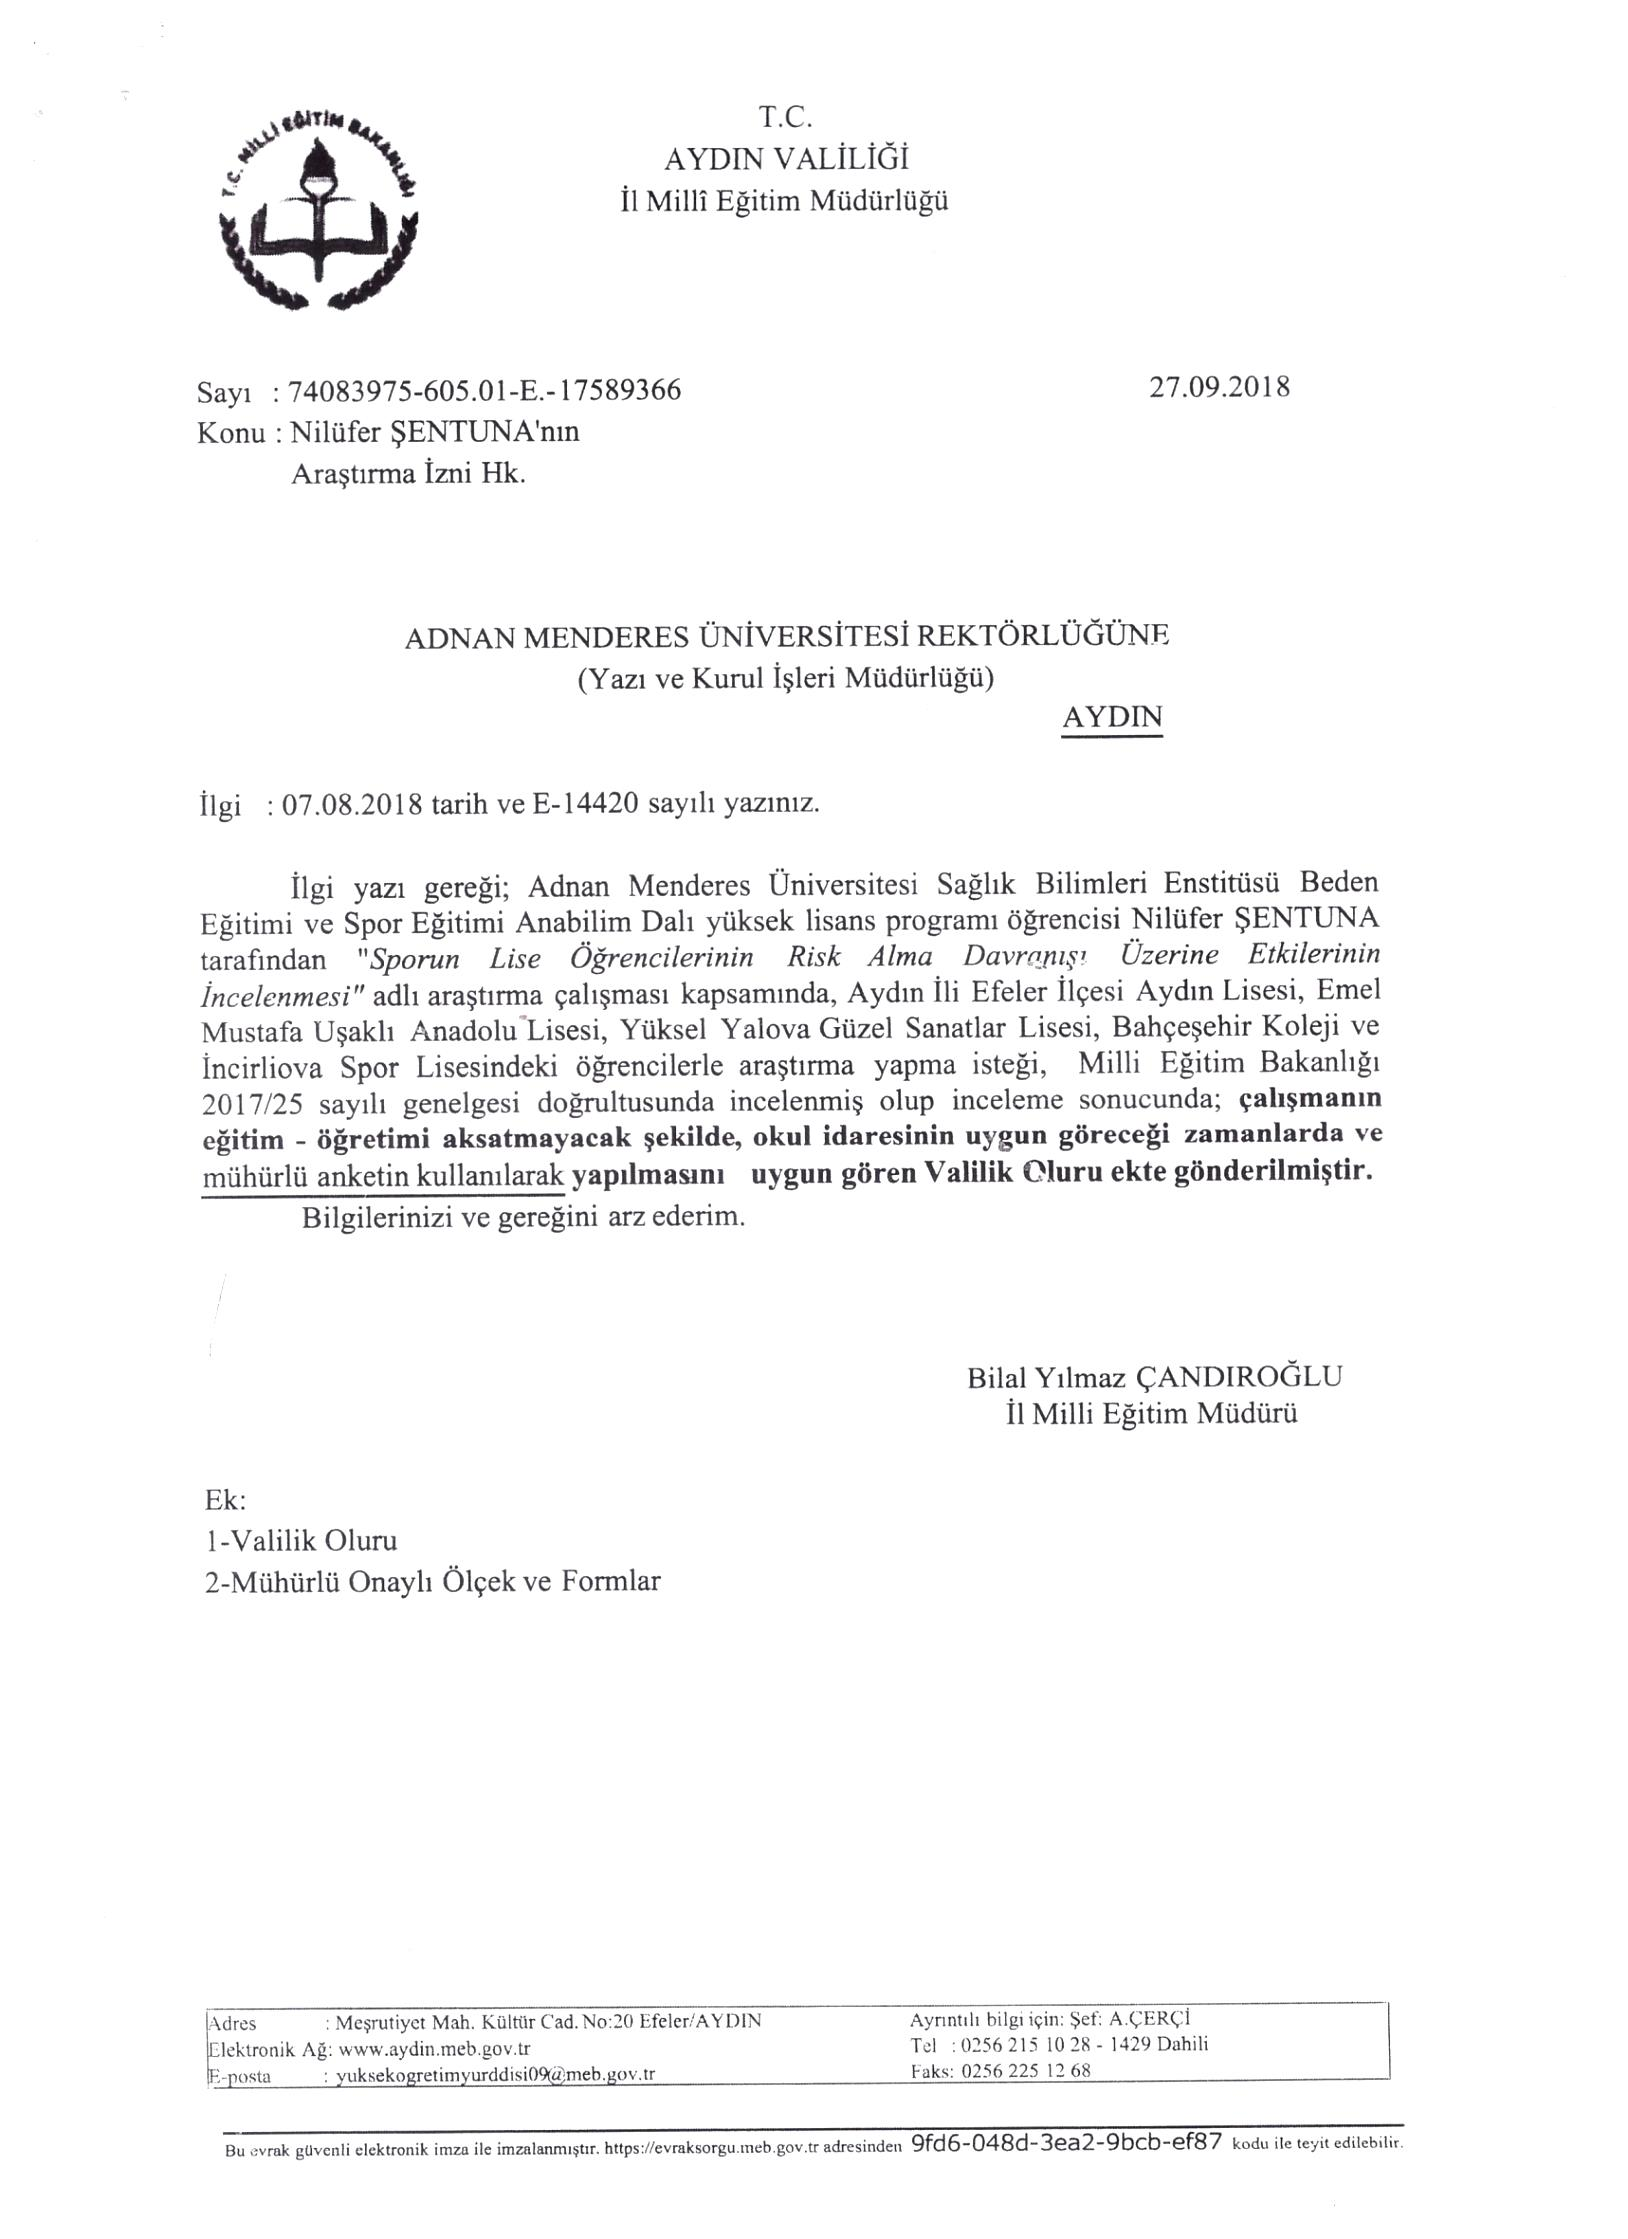 T.C. MİLLİ EĞİTİM BAKANLIĞI
T.C.
AYDIN VALİLİĞİ
İl Millî Eğitim Müdürlüğü
Sayı : 74083975-605.01-E.-17589366
27.09.2018
Konu : Nilüfer ŞENTUNA'nın
Araştırma İzni Hk.
ADNAN MENDERES ÜNİVERSİTESİ REKTÖRLÜĞÜNE
(Yazı ve Kurul İşleri Müdürlüğü)
AYDIN
İlgi : 07.08.2018 tarih ve E-14420 sayılı yazınız.
İlgi yazı gereği; Adnan Menderes Üniversitesi Sağlık Bilimleri Enstitüsü Beden
Eğitimi ve Spor Eğitimi Anabilim Dalı yüksek lisans programı öğrencisi Nilüfer ŞENTUNA
tarafından "Sporun Lise Öğrencilerinin Risk Alma Davranışı Üzerine Etkilerinin
İncelenmesi" adlı araştırma çalışması kapsamında, Aydın İli Efeler İlçesi Aydın Lisesi, Emel
Mustafa Uşaklı Anadolu Lisesi, Yüksel Yalova Güzel Sanatlar Lisesi, Bahçeşehir Koleji ve
İncirliova Spor Lisesindeki öğrencilerle araştırma yapma isteği, Milli Eğitim Bakanlığı
2017/25 sayılı genelgesi doğrultusunda incelenmiş olup inceleme sonucunda; çalışmanın
eğitim - öğretimi aksatmayacak şekilde, okul idaresinin uygun göreceği zamanlarda ve
mühürlü anketin kullanılarak yapılmasını uygun gören Valilik Oluru ekte gönderilmiştir.
Bilgilerinizi ve gereğini arz ederim.
Bilal Yılmaz ÇANDIROĞLU
İl Milli Eğitim Müdürü
Ek:
1-Valilik Oluru
2-Mühürlü Onaylı Ölçek ve Formlar
Adres : Meşrutiyet Mah. Kültür Cad. No:20 Efeler/AYDIN
Elektronik Ağ: www.aydin.meb.gov.tr
E-posta : yuksekogretimyurddisi09@meb.gov.tr
Ayrıntılı bilgi için: Şef: A.ÇERÇİ
Tel : 0256 215 10 28 - 1429 Dahili
Faks: 0256 225 12 68
Bu evrak güvenli elektronik imza ile imzalanmıştır. https://evraksorgu.meb.gov.tr adresinden 9fd6-048d-3ea2-9bcb-ef87 kodu ile teyit edilebilir.